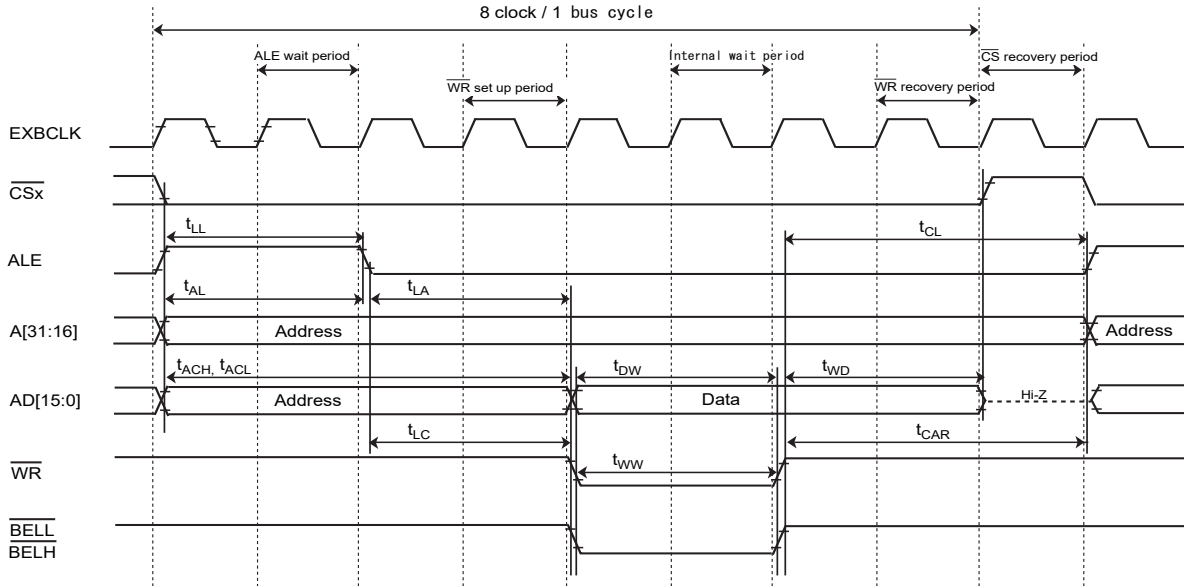 8 clock / 1 bus cycle
ALE wait period
Internal wait period
CS recovery period
WR set up period
WR recovery period
EXBCLK
CSx
tLL
tCL
ALE
tAL
tLA
A[31:16]
Address
Address
tACH, tACL
tDW
tWD
AD[15:0]
Address
Data
Hi-Z
tLC
tCAR
WR
tWW
BELL
BELH